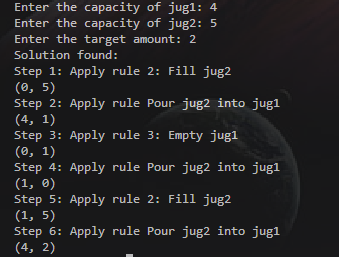 Enter the capacity of jug1: 4
Enter the capacity of jug2: 5
Enter the target amount: 2
Solution found:
Step 1: Apply rule 2: Fill jug2
(0, 5)
Step 2: Apply rule Pour jug2 into jug1
(4, 1)
Step 3: Apply rule 3: Empty jug1
(0, 1)
Step 4: Apply rule Pour jug2 into jug1
(1, 0)
Step 5: Apply rule 2: Fill jug2
(1, 5)
Step 6: Apply rule Pour jug2 into jug1
(4, 2)